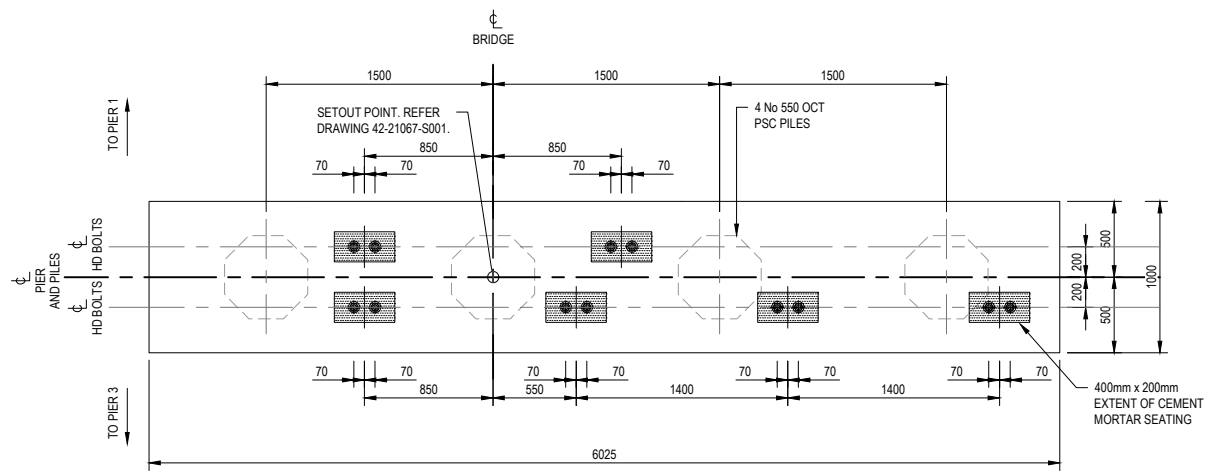 ℄
BRIDGE
1500
1500
1500
TO PIER 1
SETOUT POINT. REFER
DRAWING 42-21067-S001.
4 No 550 OCT
PSC PILES
850
850
70
70
70
70
℄
HD BOLTS
℄
PIER
AND PILES
℄
HD BOLTS
500
200
200
500
1000
TO PIER 3
70
70
70
70
70
70
70
70
850
550
1400
1400
400mm x 200mm
EXTENT OF CEMENT
MORTAR SEATING
6025